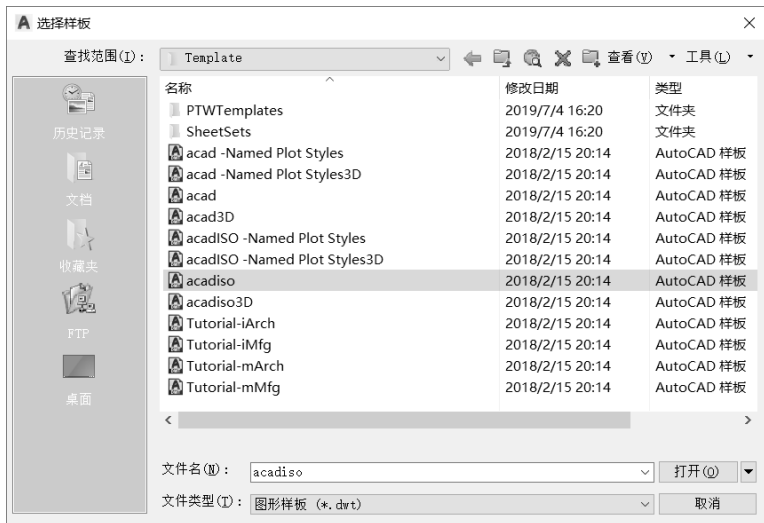 选择样板
查找范围(I): Template 查看(V) 工具(L)
名称 修改日期 类型
PTWTemplates 2019/7/4 16:20 文件夹
SheetSets 2019/7/4 16:20 文件夹
acad -Named Plot Styles 2018/2/15 20:14 AutoCAD 样板
acad -Named Plot Styles3D 2018/2/15 20:14 AutoCAD 样板
acad 2018/2/15 20:14 AutoCAD 样板
acad3D 2018/2/15 20:14 AutoCAD 样板
acadISO -Named Plot Styles 2018/2/15 20:14 AutoCAD 样板
acadISO -Named Plot Styles3D 2018/2/15 20:14 AutoCAD 样板
acadiso 2018/2/15 20:14 AutoCAD 样板
acadiso3D 2018/2/15 20:14 AutoCAD 样板
Tutorial-iArch 2018/2/15 20:14 AutoCAD 样板
Tutorial-iMfg 2018/2/15 20:14 AutoCAD 样板
Tutorial-mArch 2018/2/15 20:14 AutoCAD 样板
Tutorial-mMfg 2018/2/15 20:14 AutoCAD 样板
历史记录
文档
收藏夹
FTP
桌面
文件名(N): acadiso 打开(O)
文件类型(T): 图形样板 (*.dwt) 取消